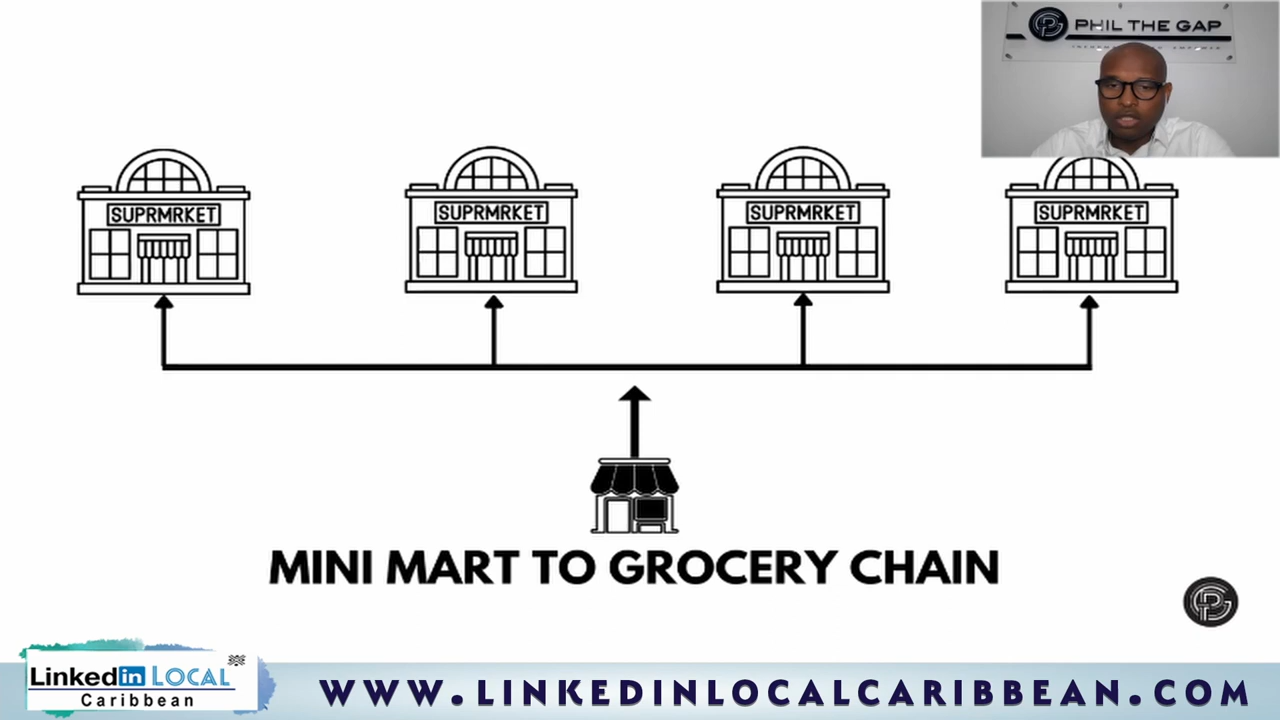 PHIL THE GAP
SUPRMRKET
SUPRMRKET
SUPRMRKET
SUPRMRKET
MINI MART TO GROCERY CHAIN
Linkedin LOCAL
Caribbean
WWW.LINKEDINLOCALCARIBBEAN.COM